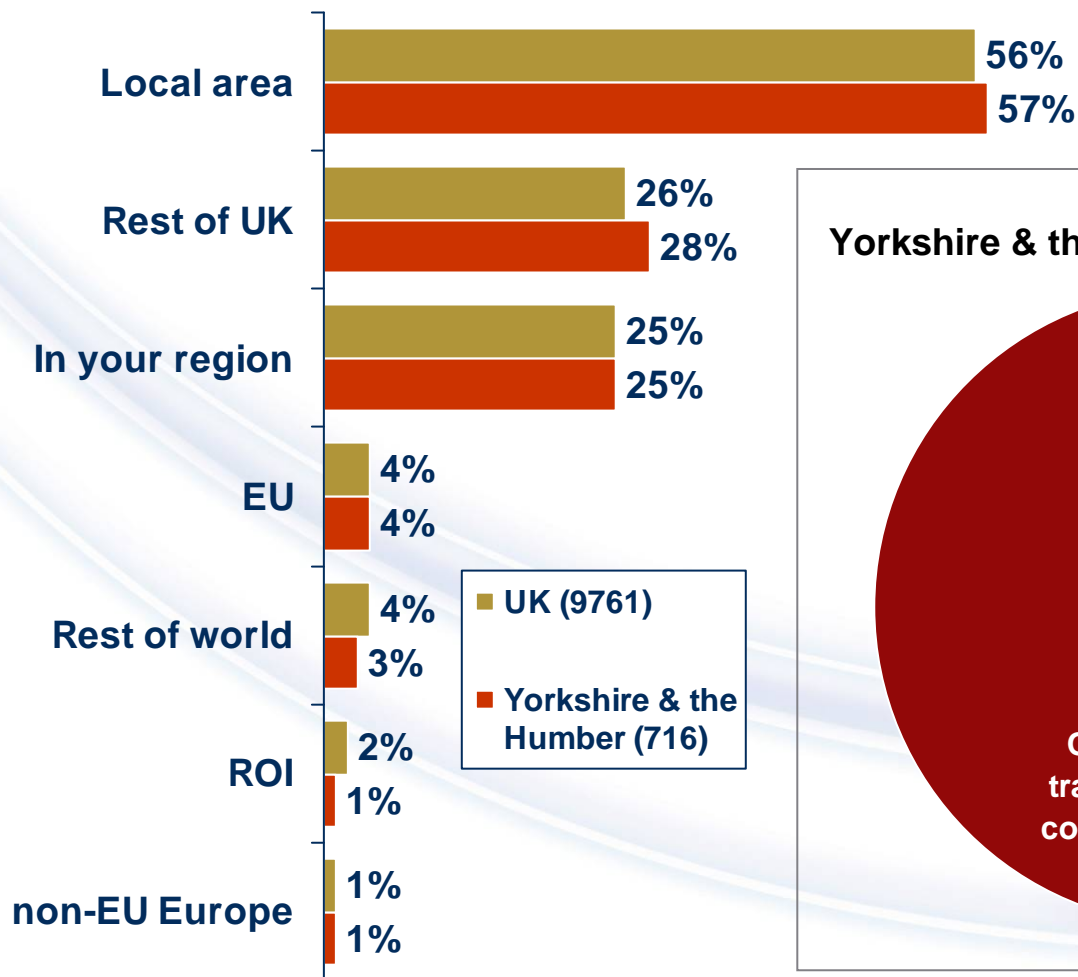 Local area
56%
57%
Rest of UK
26%
28%
In your region
25%
25%
EU
4%
4%
Rest of world
4%
3%
ROI
2%
1%
non-EU Europe
1%
1%
UK (9761)
Yorkshire & the
Humber (716)
Yorkshire &